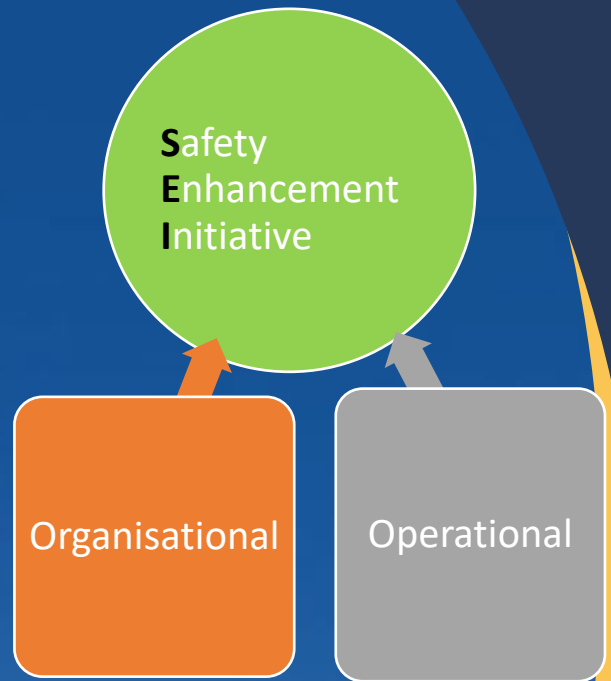 Safety
Enhancement
Initiative
Organisational
Operational